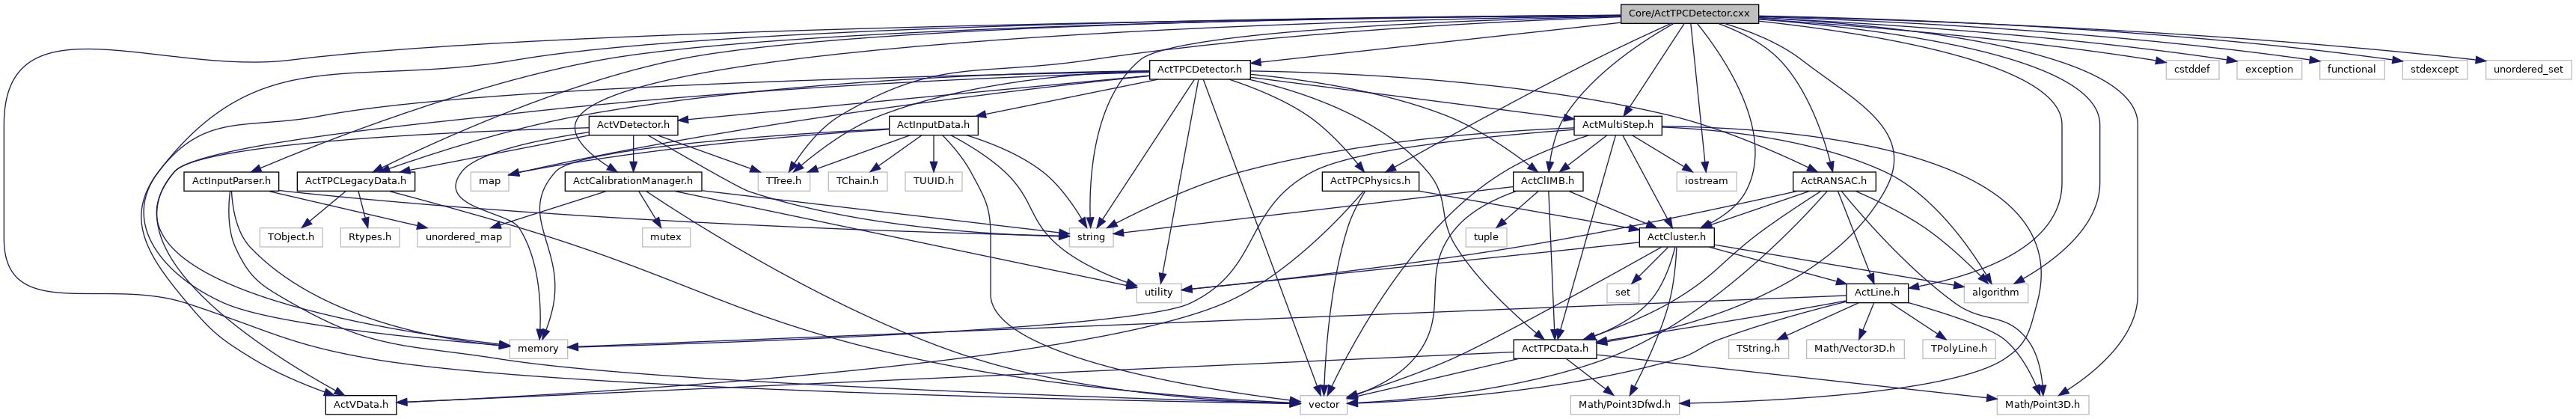 Core/ActTPCDetector.cxx
ActTPCDetector.h
cstddef
exception
functional
stdexcept
unordered_set
ActVDetector.h
ActInputData.h
ActMultiStep.h
ActInputParser.h
ActTPCLegacyData.h
map
ActCalibrationManager.h
TTree.h
TChain.h
TUUID.h
ActTPCPhysics.h
ActClIMB.h
iostream
ActRANSAC.h
TObject.h
Rtypes.h
unordered_map
mutex
string
tuple
ActCluster.h
utility
set
ActLine.h
algorithm
memory
ActTPCData.h
TString.h
Math/Vector3D.h
TPolyLine.h
ActVData.h
vector
Math/Point3Dfwd.h
Math/Point3D.h